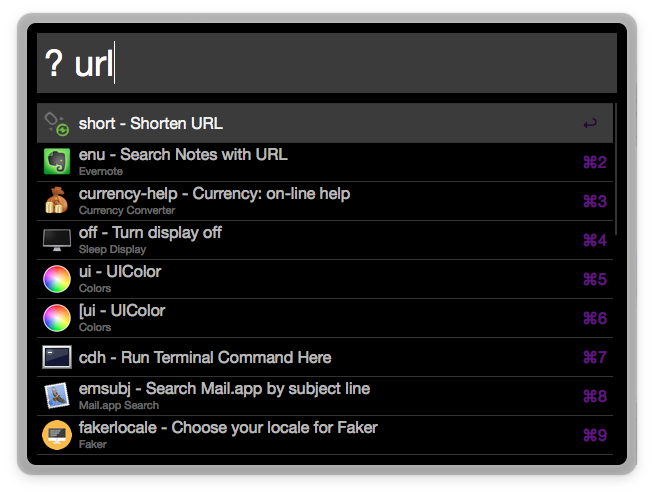 ? url
short - Shorten URL
↩
enu - Search Notes with URL
Evernote
⌘2
currency-help - Currency: on-line help
Currency Converter
⌘3
off - Turn display off
Sleep Display
⌘4
ui - UIColor
Colors
⌘5
[ui - UIColor
Colors
⌘6
cdh - Run Terminal Command Here
⌘7
emsubj - Search Mail.app by subject line
Mail.app Search
⌘8
fakerlocale - Choose your locale for Faker
Faker
⌘9